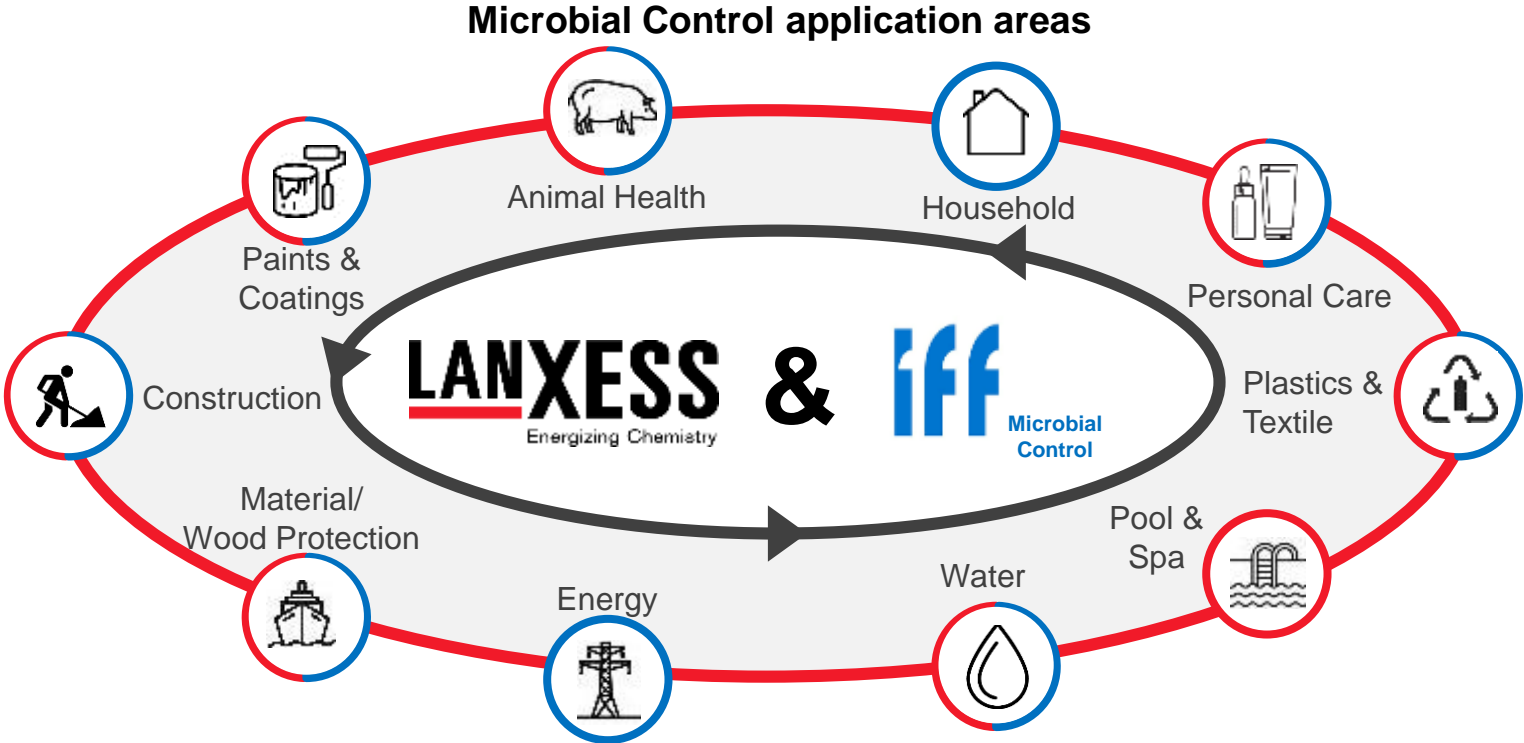 Microbial Control application areas
Animal Health
Household
Paints &
Coatings
Personal Care
Construction
LANXESS
Energizing Chemistry
&
iff
Microbial
Control
Plastics &
Textile
Material/
Wood Protection
Energy
Water
Pool &
Spa